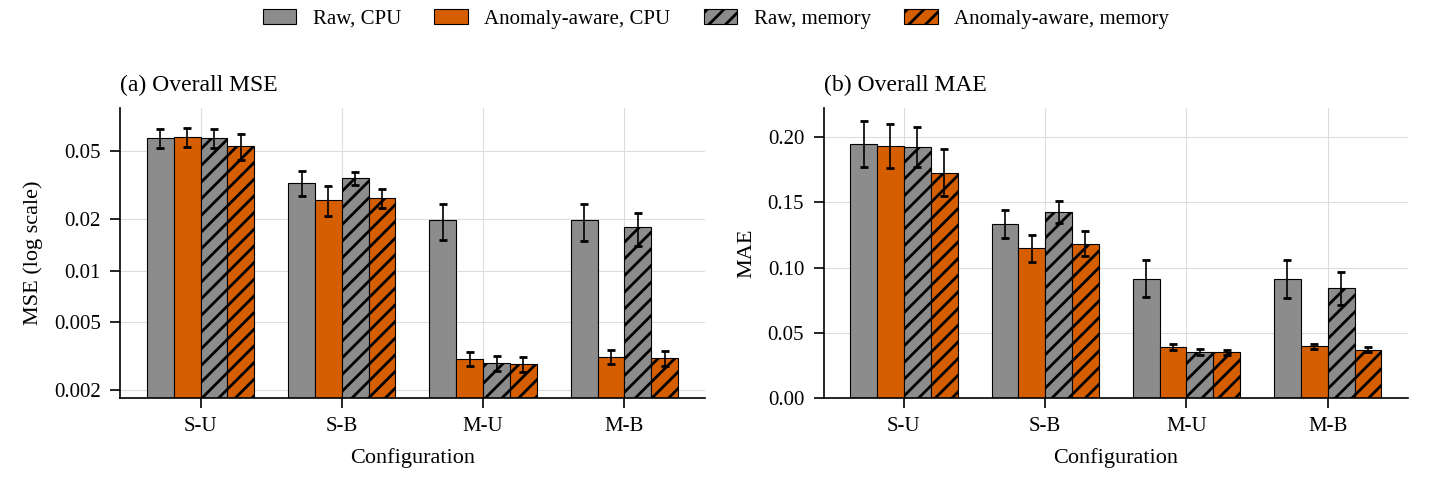 Raw, CPU
Anomaly-aware, CPU
Raw, memory
Anomaly-aware, memory
(a) Overall MSE
MSE (log scale)
0.05
0.02
0.01
0.005
0.002
S-U
S-B
M-U
M-B
Configuration
(b) Overall MAE
MAE
0.20
0.15
0.10
0.05
0.00
S-U
S-B
M-U
M-B
Configuration